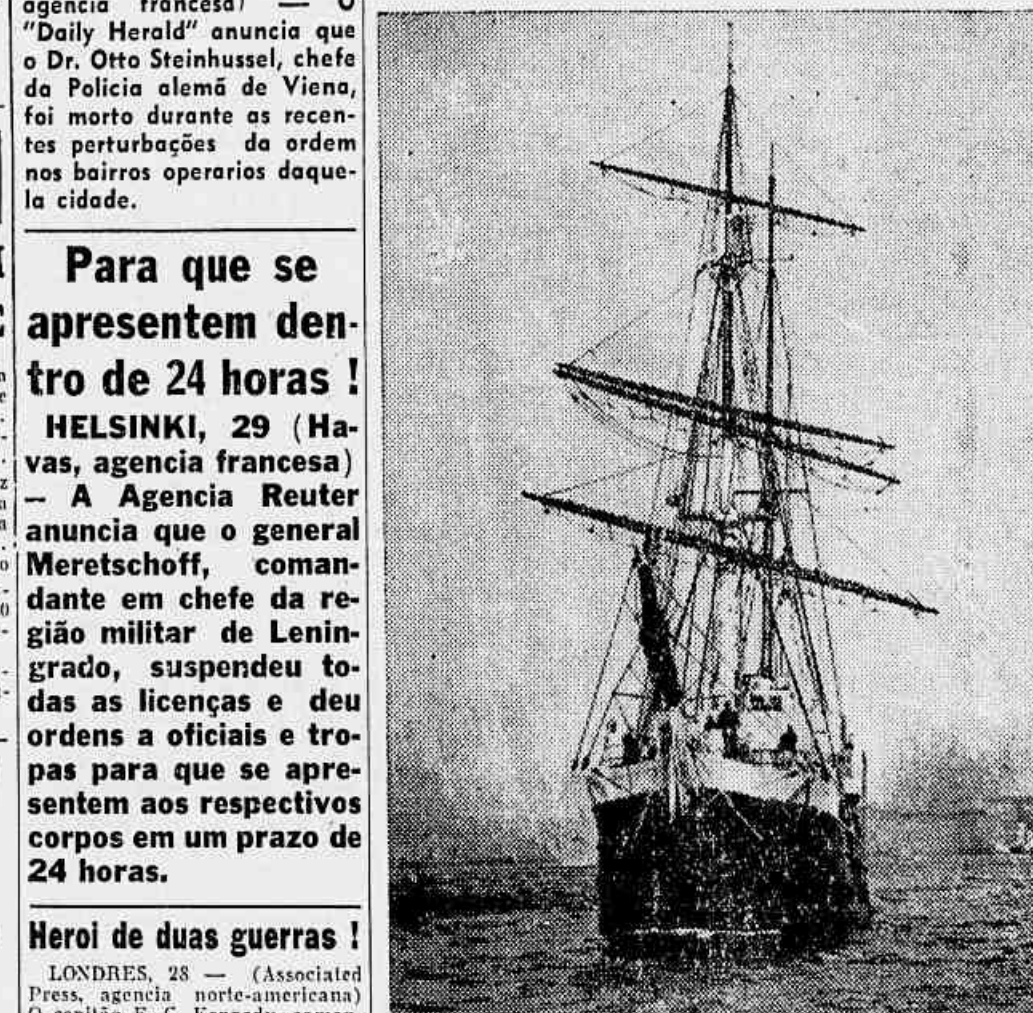 agencia francesa) — O
"Daily Herald" anuncia que
o Dr. Otto Steinhussel, chefe
da Policia alemã de Viena,
foi morto durante as recen-
tes perturbações da ordem
nos bairros operarios daque-
la cidade.
Para que se
apresentem den-
tro de 24 horas !
HELSINKI, 29 (Ha-
vas, agencia francesa)
— A Agencia Reuter
anuncia que o general
Meretschoff, coman-
dante em chefe da re-
gião militar de Lenin-
grado, suspendeu to-
das as licenças e deu
ordens a oficiais e tro-
pas para que se apre-
sentem aos respectivos
corpos em um prazo de
24 horas.
Heroi de duas guerras !
LONDRES, 28 — (Associated
Press, agencia norte-americana)
O capitão E. C. Kennedy, coman-